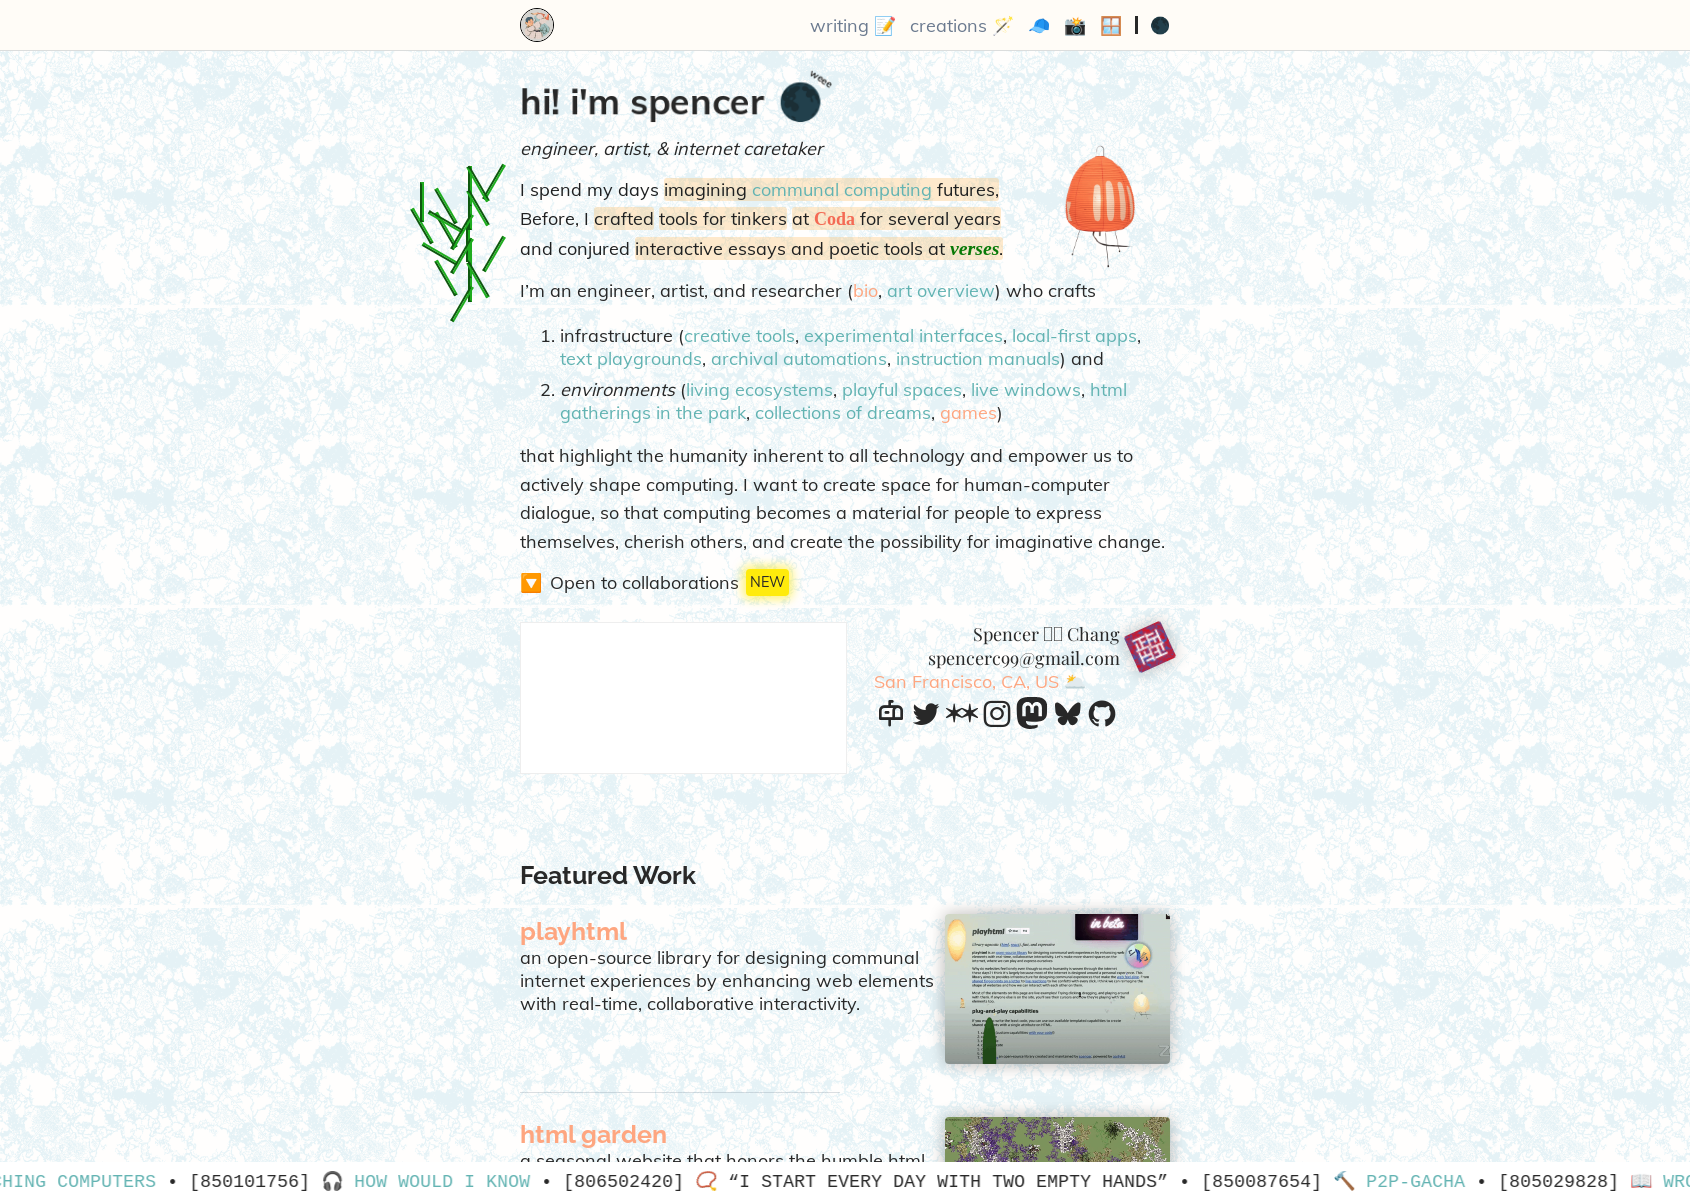 writing 📝 creations 🪄 🧢 📸 🪟 | 🌑
weee
hi! i'm spencer 🌑
engineer, artist, & internet caretaker
I spend my days imagining communal computing futures,
Before, I crafted tools for tinkers at Coda for several years
and conjured interactive essays and poetic tools at verses.
I’m an engineer, artist, and researcher (bio, art overview) who crafts
1. infrastructure (creative tools, experimental interfaces, local-first apps,
text playgrounds, archival automations, instruction manuals) and
2. environments (living ecosystems, playful spaces, live windows, html
gatherings in the park, collections of dreams, games)
that highlight the humanity inherent to all technology and empower us to
actively shape computing. I want to create space for human-computer
dialogue, so that computing becomes a material for people to express
themselves, cherish others, and create the possibility for imaginative change.
🔽 Open to collaborations NEW
Spencer Chang
spencerc99@gmail.com
San Francisco, CA, US 🌥️
Featured Work
playhtml
an open-source library for designing communal
internet experiences by enhancing web elements
with real-time, collaborative interactivity.
in beta
playhtml
plug-and-play capabilities
html garden
a seasonal website that honors the humble html
CHING COMPUTERS • [850101756] 🎧 HOW WOULD I KNOW • [806502420] 📿 “I START EVERY DAY WITH TWO EMPTY HANDS” • [850087654] 🔨 P2P-GACHA • [805029828] 📖 WRO